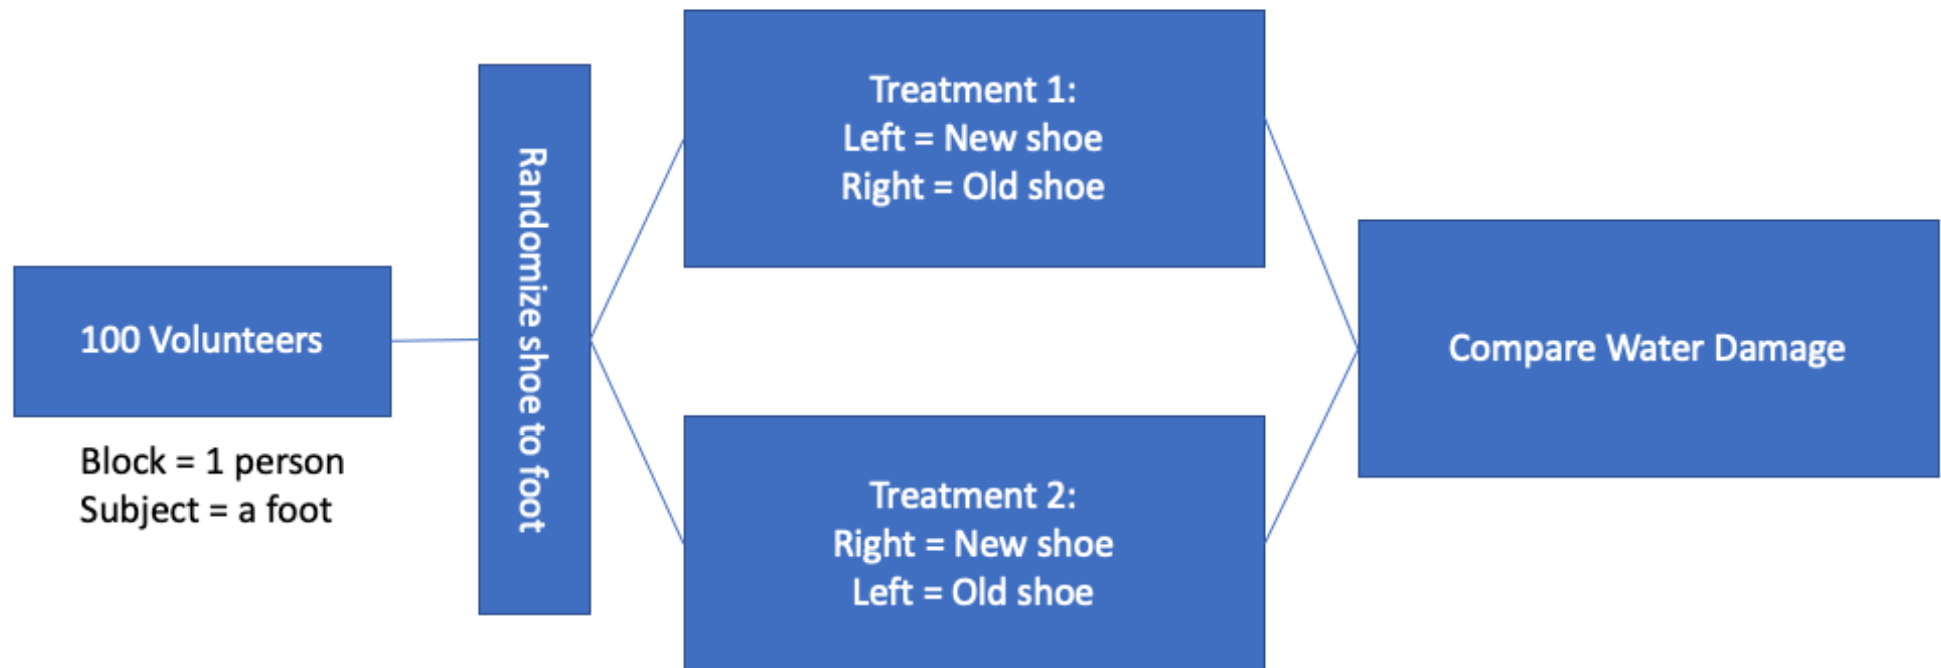 100 Volunteers
Block = 1 person
Subject = a foot
Randomize shoe to foot
Treatment 1:
Left = New shoe
Right = Old shoe
Treatment 2:
Right = New shoe
Left = Old shoe
Compare Water Damage